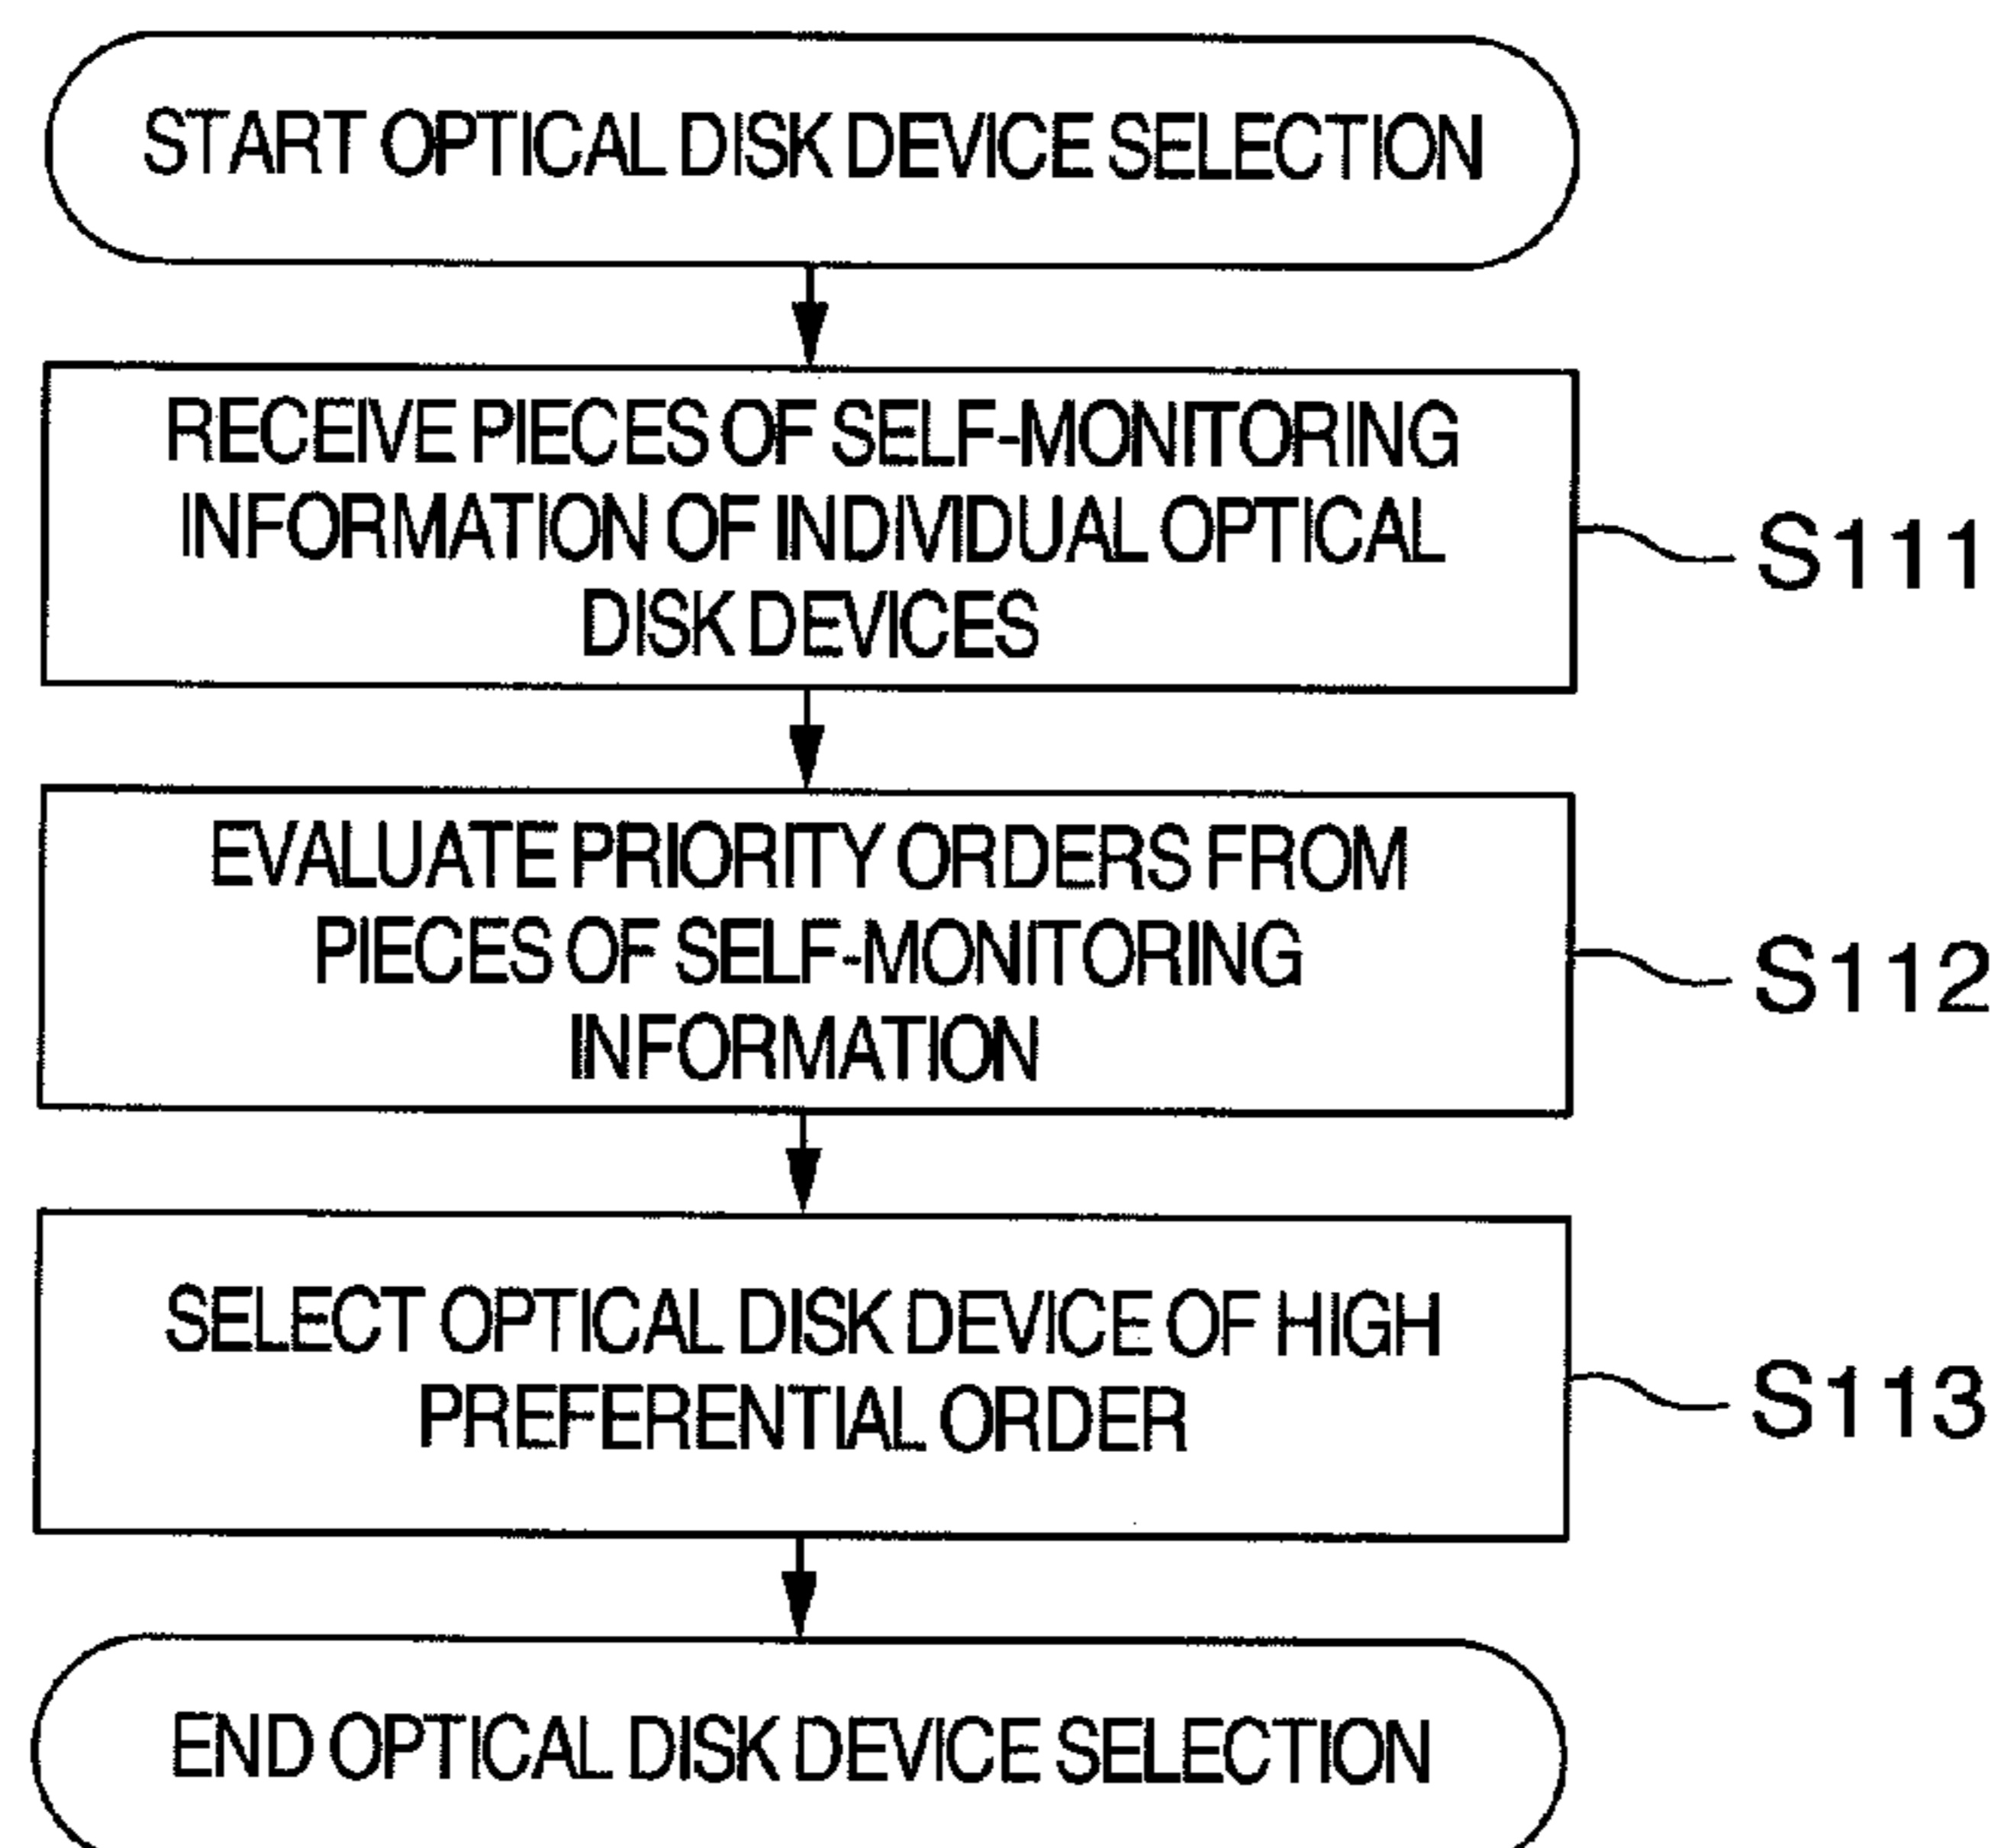 START OPTICAL DISK DEVICE SELECTION
RECEIVE PIECES OF SELF-MONITORING
INFORMATION OF INDIVIDUAL OPTICAL
DISK DEVICES
S111
EVALUATE PRIORITY ORDERS FROM
PIECES OF SELF-MONITORING
INFORMATION
S112
SELECT OPTICAL DISK DEVICE OF HIGH
PREFERENTIAL ORDER
S113
END OPTICAL DISK DEVICE SELECTION